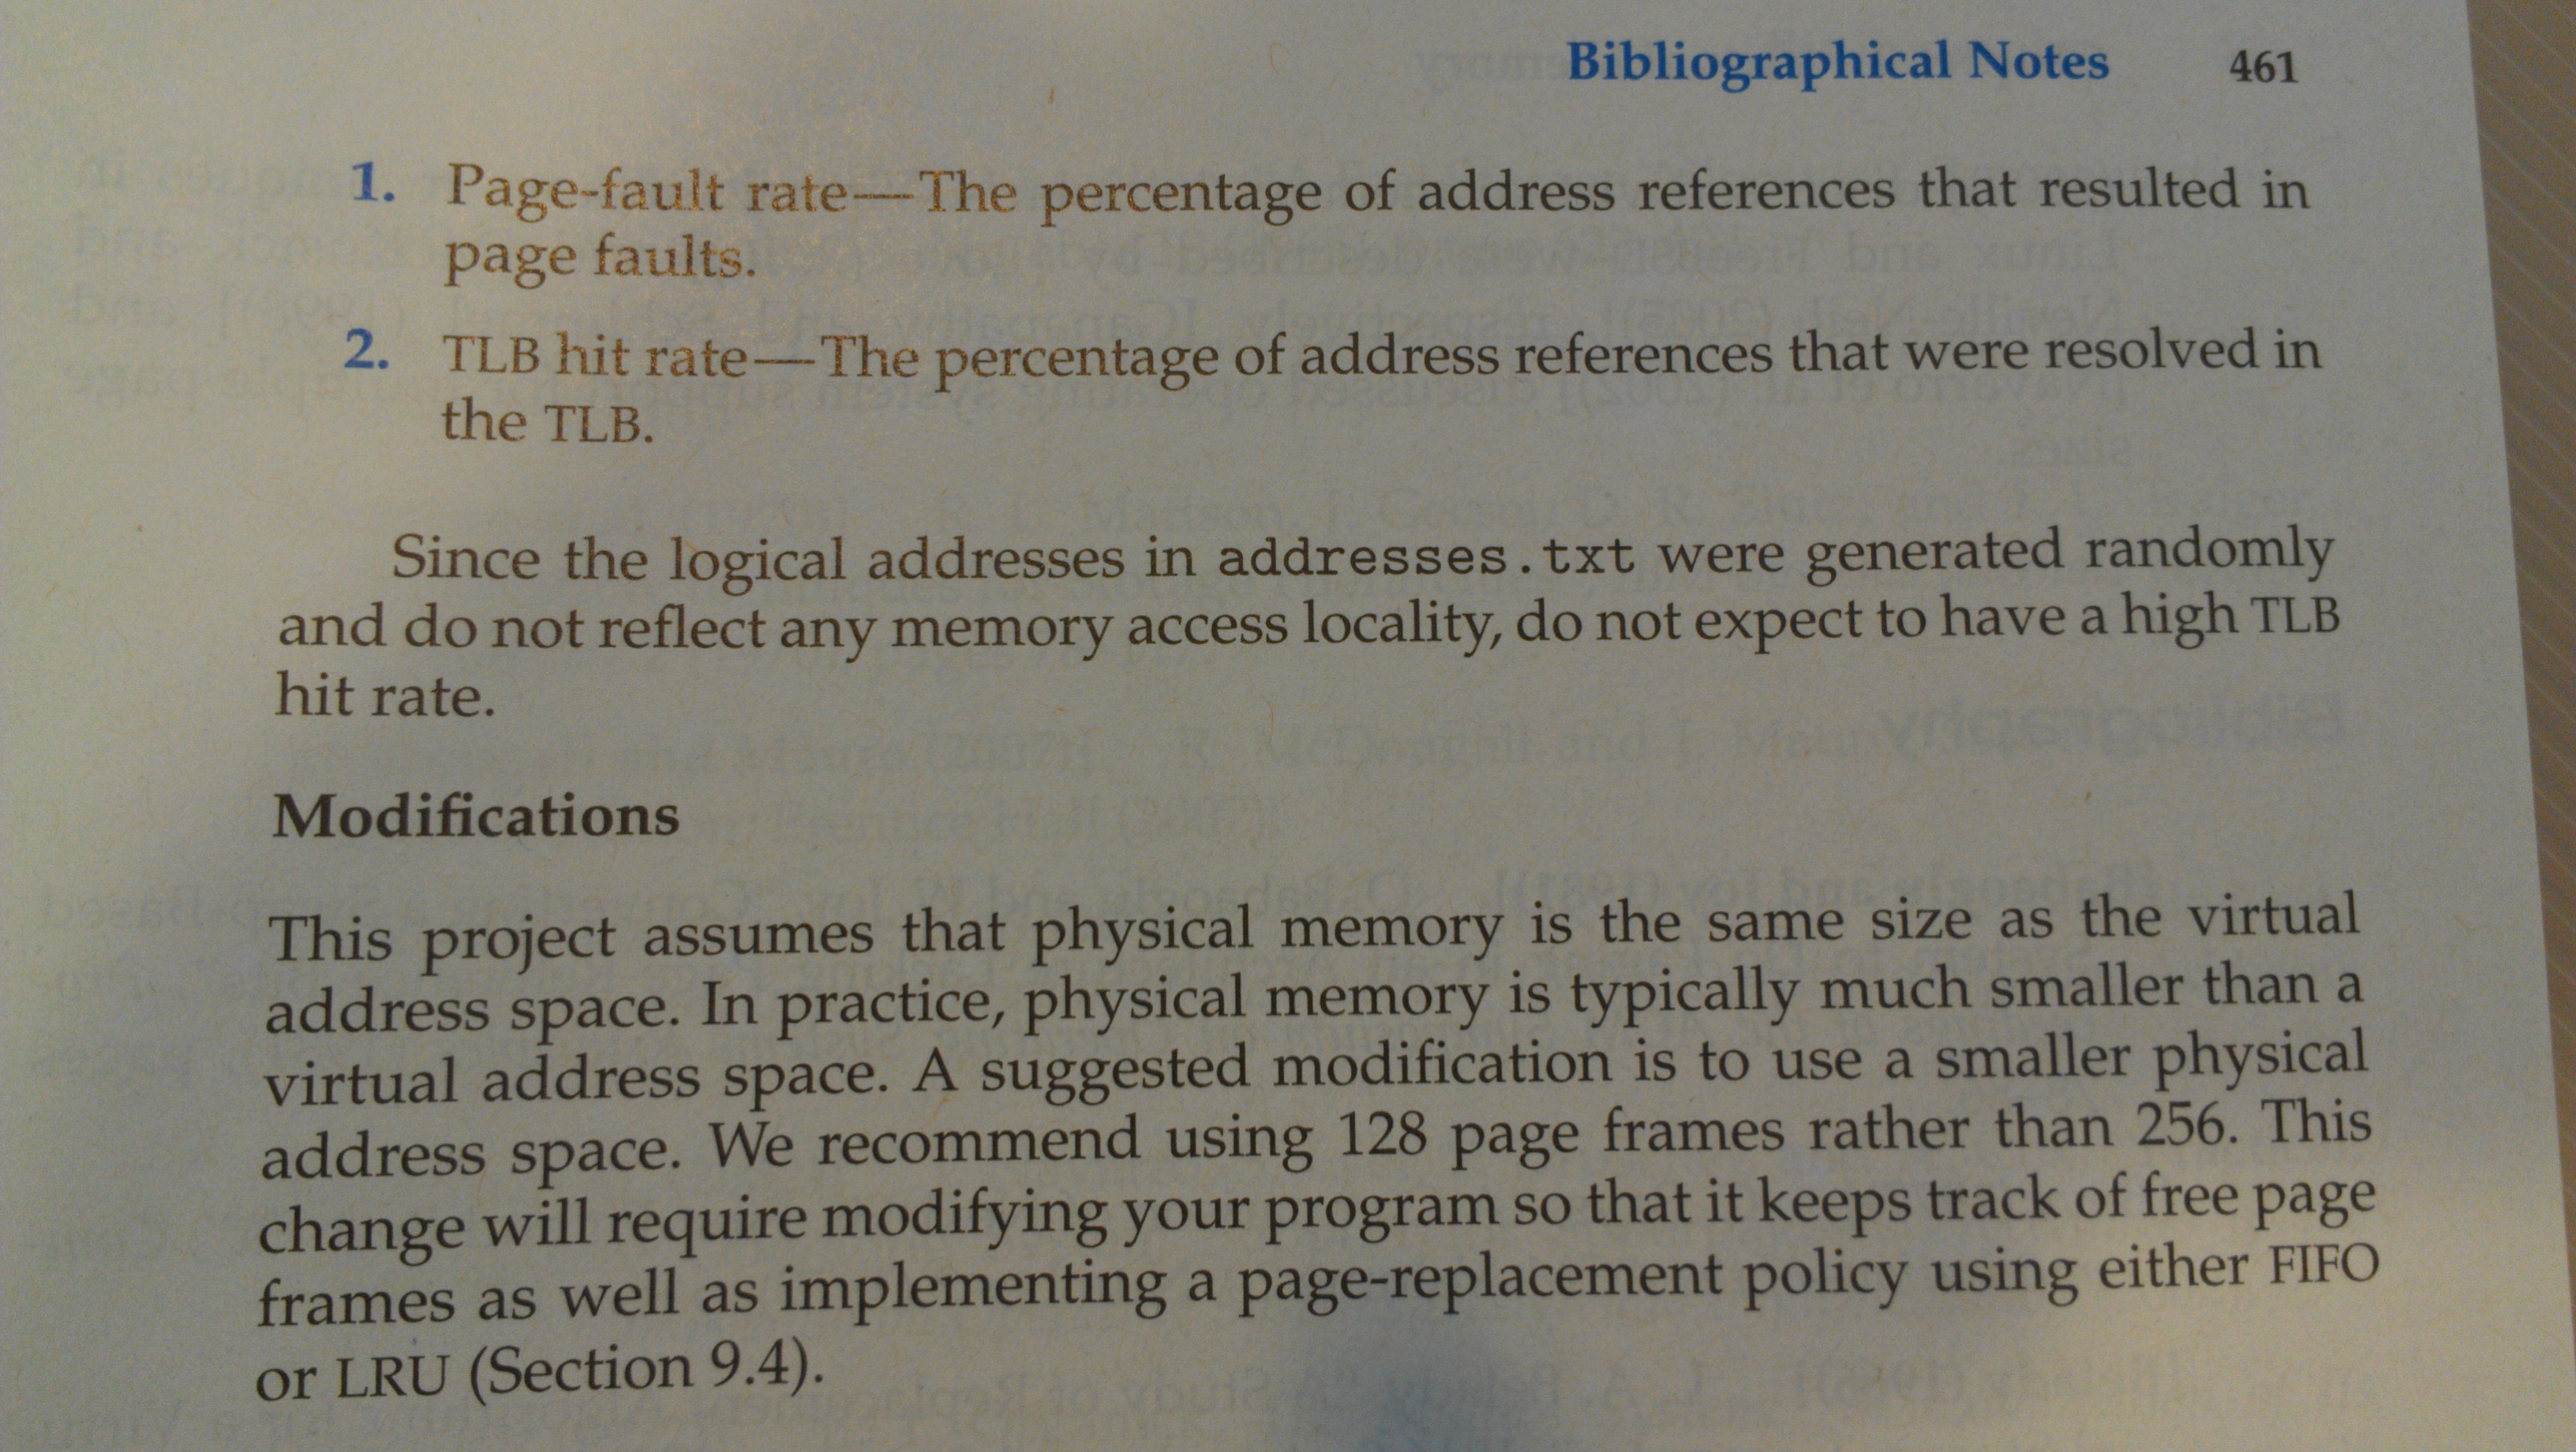 Bibliographical Notes 461
1. Page-fault rate—The percentage of address references that resulted in
page faults.
2. TLB hit rate—The percentage of address references that were resolved in
the TLB.
Since the logical addresses in addresses.txt were generated randomly
and do not reflect any memory access locality, do not expect to have a high TLB
hit rate.
Modifications
This project assumes that physical memory is the same size as the virtual
address space. In practice, physical memory is typically much smaller than a
virtual address space. A suggested modification is to use a smaller physical
address space. We recommend using 128 page frames rather than 256. This
change will require modifying your program so that it keeps track of free page
frames as well as implementing a page-replacement policy using either FIFO
or LRU (Section 9.4).